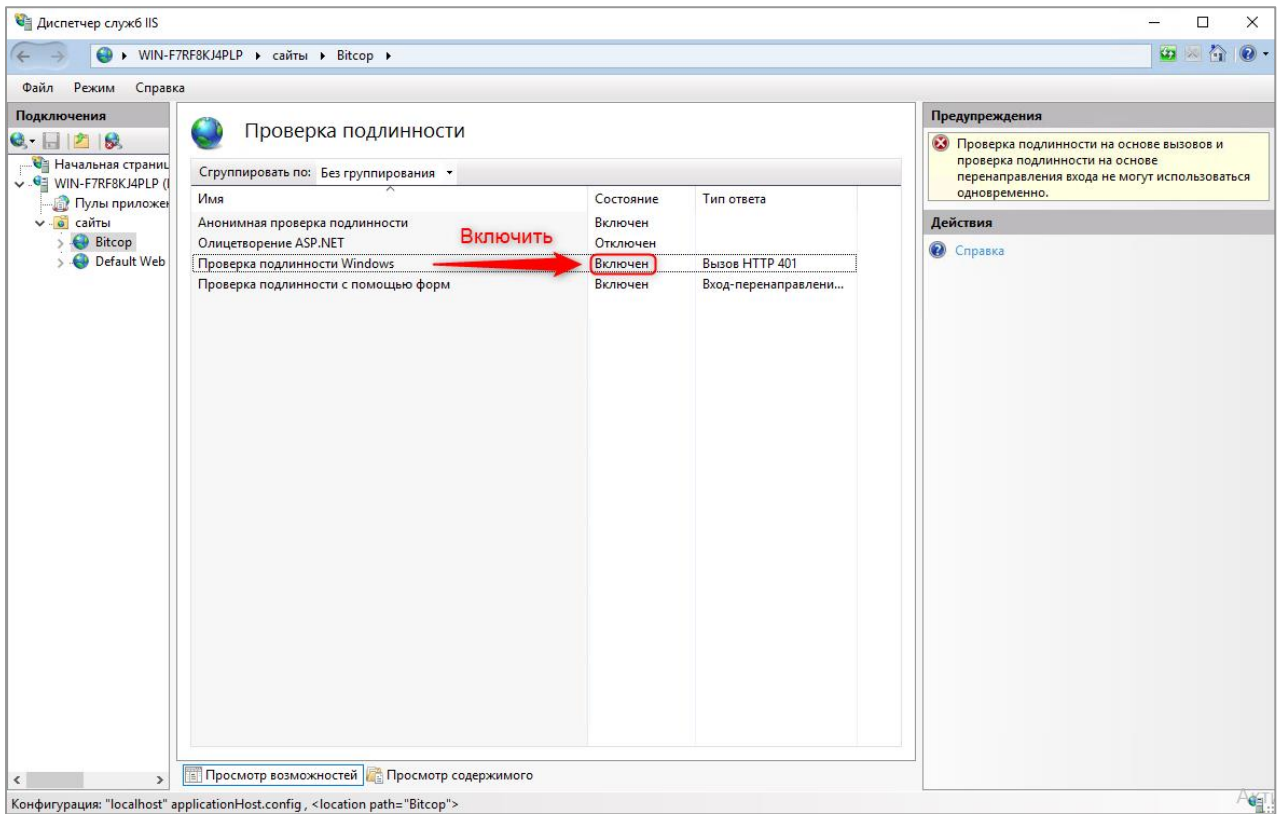 Диспетчер служб IIS
WIN-F7RF8KJ4PLP сайты Bitcop
Файл Режим Справка
Подключения
Начальная страниц
WIN-F7RF8KJ4PLP (I
Пулы приложен
сайты
Bitcop
Default Web
Проверка подлинности
Сгруппировать по: Без группирования
Имя Состояние Тип ответа
Анонимная проверка подлинности Включен
Олицетворение ASP.NET Отключен
Включить
Проверка подлинности Windows Включен Вызов HTTP 401
Проверка подлинности с помощью форм Включен Вход-перенаправлени...
Просмотр возможностей Просмотр содержимого
Предупреждения
Проверка подлинности на основе вызовов и
проверка подлинности на основе
перенаправления входа не могут использоваться
одновременно.
Действия
Справка
Конфигурация: "localhost" applicationHost.config , <location path="Bitcop">